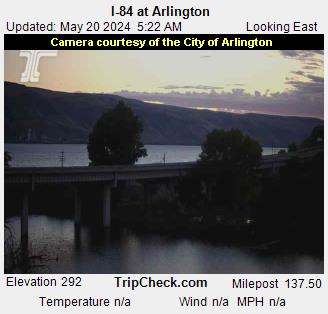 I-84 at Arlington
Updated: May 20 2024 5:22 AM Looking East
Camera courtesy of the City of Arlington
Elevation 292 TripCheck.com Milepost 137.50
Temperature n/a Wind n/a MPH n/a